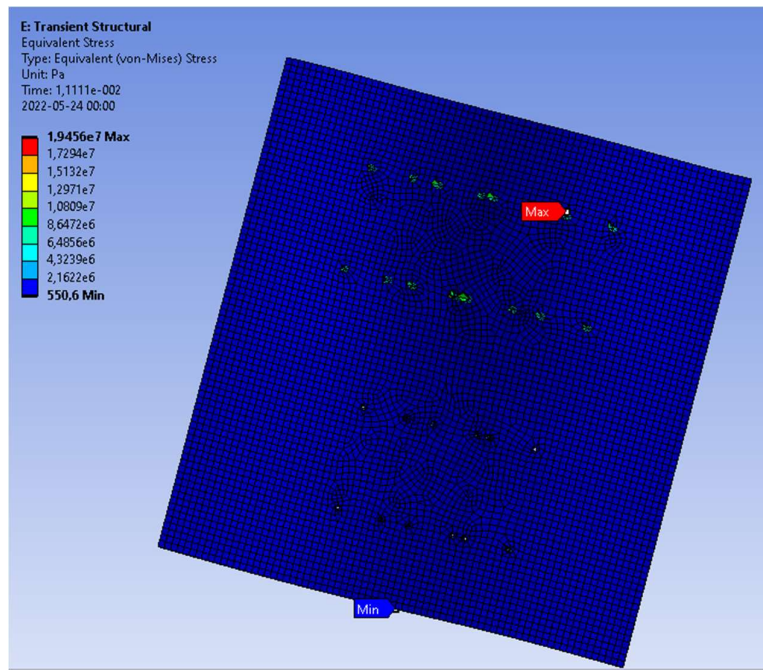 E: Transient Structural
Equivalent Stress
Type: Equivalent (von-Mises) Stress
Unit: Pa
Time: 1,1111e-002
2022-05-24 00:00
1,9456e7 Max
1,7294e7
1,5132e7
1,2971e7
1,0809e7
8,6472e6
6,4856e6
4,3239e6
2,1622e6
550,6 Min
Max
Min